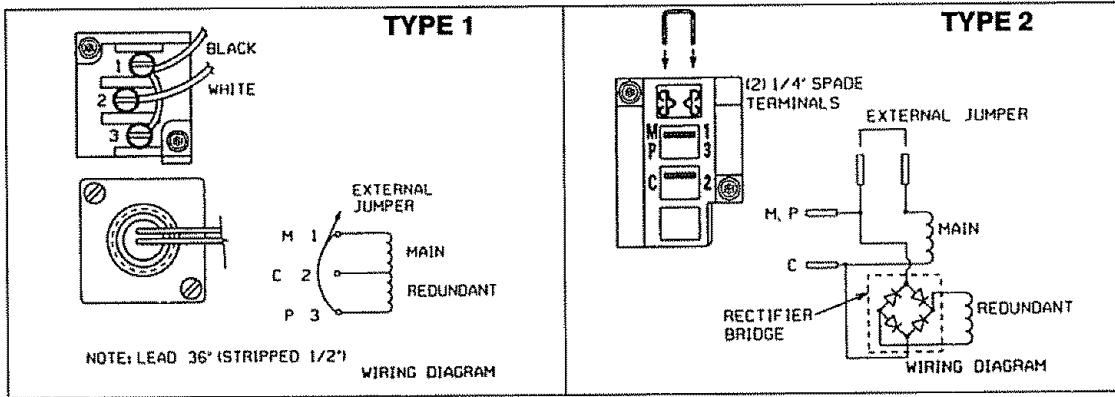 TYPE 1
BLACK
1
WHITE
2
3
EXTERNAL
JUMPER
M 1
MAIN
C 2
REDUNDANT
P 3
NOTE: LEAD 36" (STRIPPED 1/2")
WIRING DIAGRAM
TYPE 2
(2) 1/4" SPADE
TERMINALS
M 1
P 3
C 2
EXTERNAL JUMPER
M, P
MAIN
C
RECTIFIER
BRIDGE
REDUNDANT
WIRING DIAGRAM